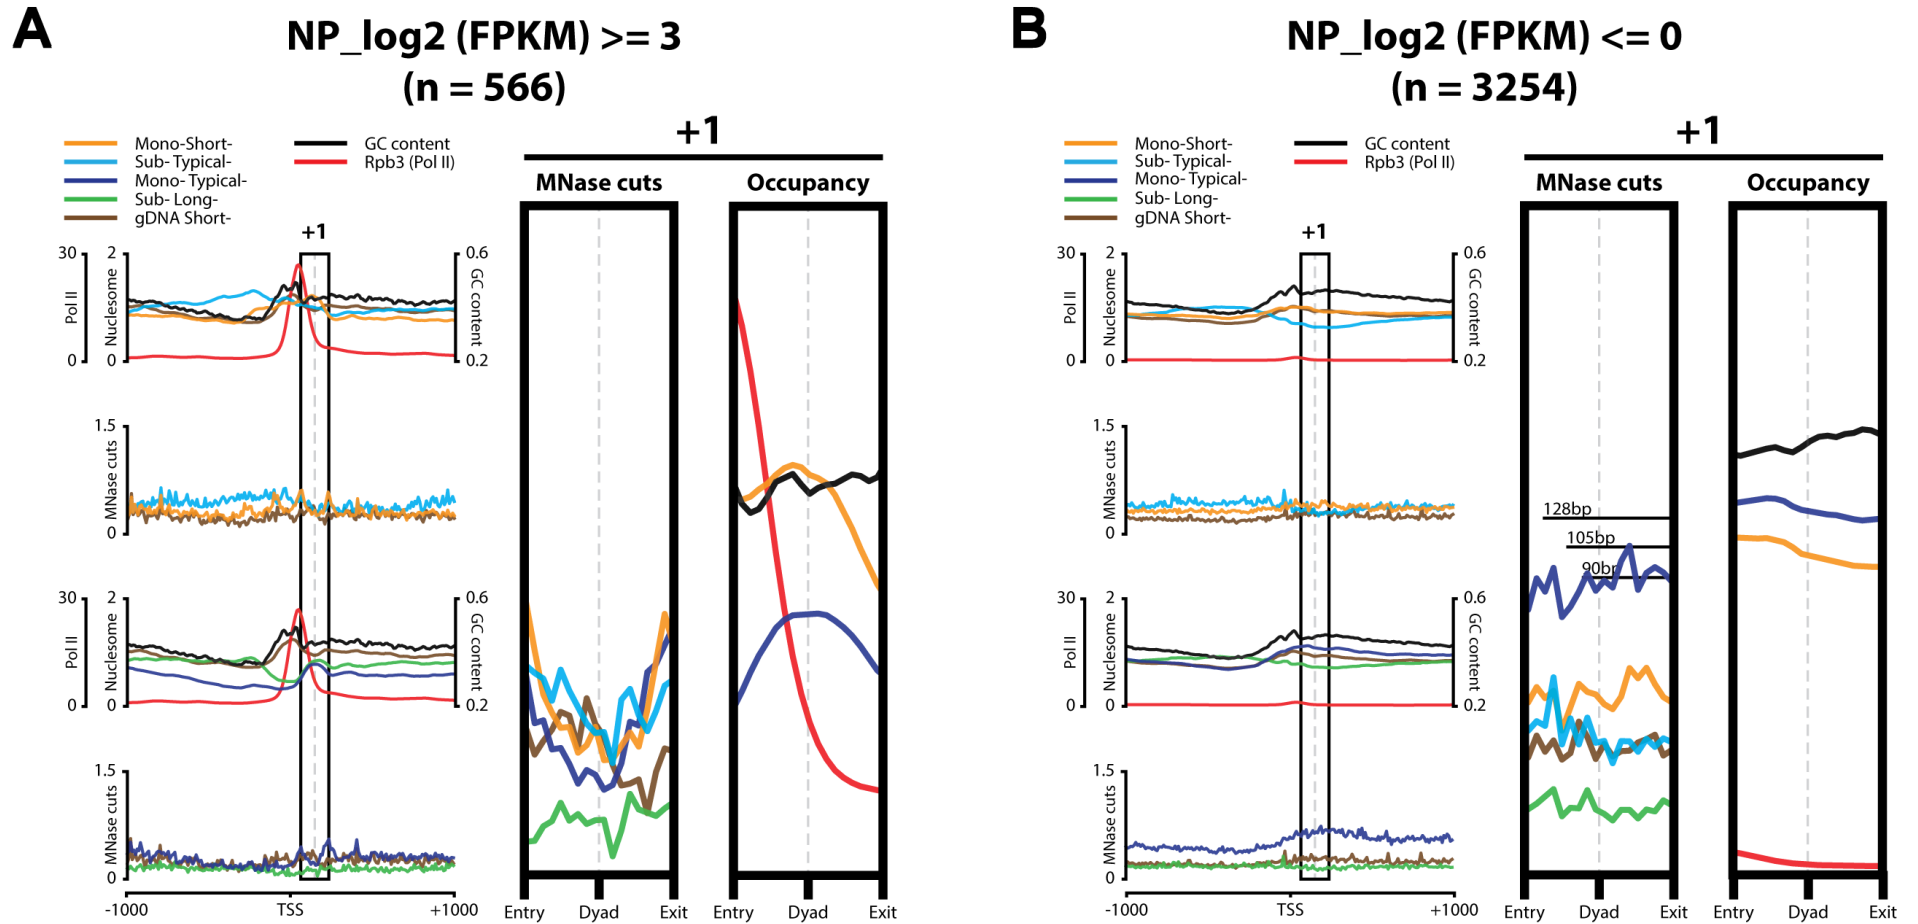 A
NP_log2 (FPKM) >= 3
(n = 566)
Mono-Short-
Sub- Typical-
Mono- Typical-
Sub- Long-
gDNA Short-
GC content
Rpb3 (Pol II)
+1
MNase cuts
Occupancy
+1
30
0
Pol II
2
0
Nucleosome
0.6
0.2
GC content
1.5
0
MNase cuts
30
0
Pol II
2
0
Nucleosome
0.6
0.2
GC content
1.5
0
MNase cuts
-1000
TSS
+1000
Entry
Dyad
Exit
Entry
Dyad
Exit
B
NP_log2 (FPKM) <= 0
(n = 3254)
Mono-Short-
Sub- Typical-
Mono- Typical-
Sub- Long-
gDNA Short-
GC content
Rpb3 (Pol II)
+1
MNase cuts
Occupancy
+1
30
0
Pol II
2
0
Nucleosome
0.6
0.2
GC content
1.5
0
MNase cuts
30
0
Pol II
2
0
Nucleosome
0.6
0.2
GC content
1.5
0
MNase cuts
-1000
TSS
+1000
128bp
105bp
90bp
Entry
Dyad
Exit
Entry
Dyad
Exit